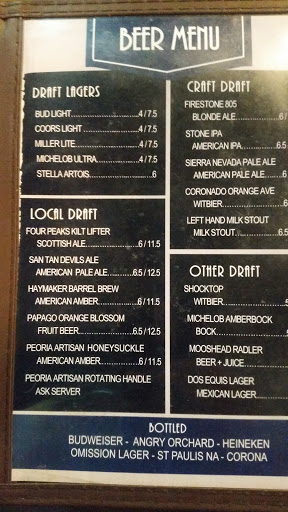 BEER MENU
DRAFT LAGERS
BUD LIGHT..................4 / 7.5
COORS LIGHT ..................4 / 7.5
MILLER LITE..................4 / 7.5
MICHELOB ULTRA..................4 / 7.5
STELLA ARTOIS..................6
LOCAL DRAFT
FOUR PEAKS KILT LIFTER
SCOTTISH ALE..................6 / 11.5
SAN TAN DEVILS ALE
AMERICAN PALE ALE..................6.5 / 12.5
HAYMAKER BARREL BREW
AMERICAN AMBER..................6 / 11.5
PAPAGO ORANGE BLOSSOM
FRUIT BEER..................6.5 / 12.5
PEORIA ARTISAN HONEYSUCKLE
AMERICAN AMBER..................6 / 11.5
PEORIA ARTISAN ROTATING HANDLE
ASK SERVER
CRAFT DRAFT
FIRESTONE 805
BLONDE ALE..................6 /
STONE IPA
AMERICAN IPA..................6.5 /
SIERRA NEVADA PALE ALE
AMERICAN PALE ALE..................6
CORONADO ORANGE AVE
WITBIER..................
LEFT HAND MILK STOUT
MILK STOUT..................6.5
OTHER DRAFT
SHOCKTOP
WITBIER..................
MICHELOB AMBERBOCK
BOCK..................
MOOSHEAD RADLER
BEER + JUICE..................
DOS EQUIS LAGER
MEXICAN LAGER..................
BOTTLED
BUDWEISER - ANGRY ORCHARD - HEINEKEN
OMISSION LAGER - ST PAULIS NA - CORONA